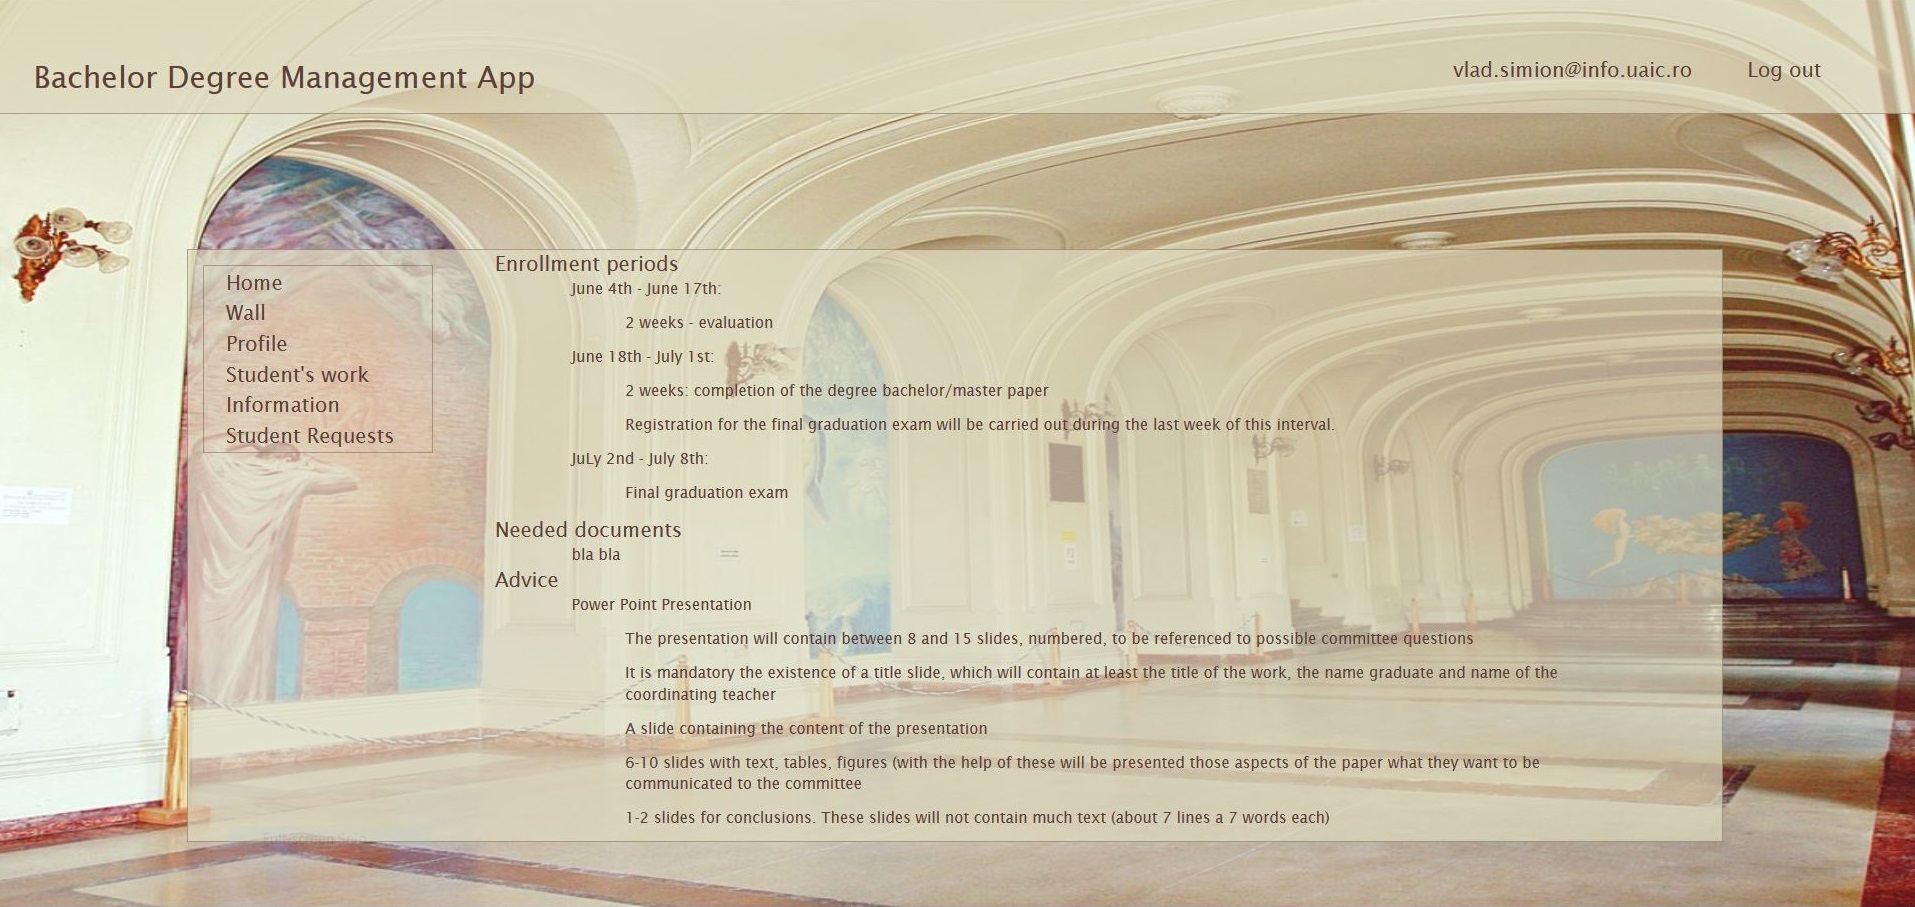 Bachelor Degree Management App
vlad.simion@info.uaic.ro
Log out
Home
Wall
Profile
Student's work
Information
Student Requests
Enrollment periods
June 4th - June 17th:
2 weeks - evaluation
June 18th - July 1st:
2 weeks: completion of the degree bachelor/master paper
Registration for the final graduation exam will be carried out during the last week of this interval.
JuLy 2nd - July 8th:
Final graduation exam
Needed documents
bla bla
Advice
Power Point Presentation
The presentation will contain between 8 and 15 slides, numbered, to be referenced to possible committee questions
It is mandatory the existence of a title slide, which will contain at least the title of the work, the name graduate and name of the
coordinating teacher
A slide containing the content of the presentation
6-10 slides with text, tables, figures (with the help of these will be presented those aspects of the paper what they want to be
communicated to the committee
1-2 slides for conclusions. These slides will not contain much text (about 7 lines a 7 words each)